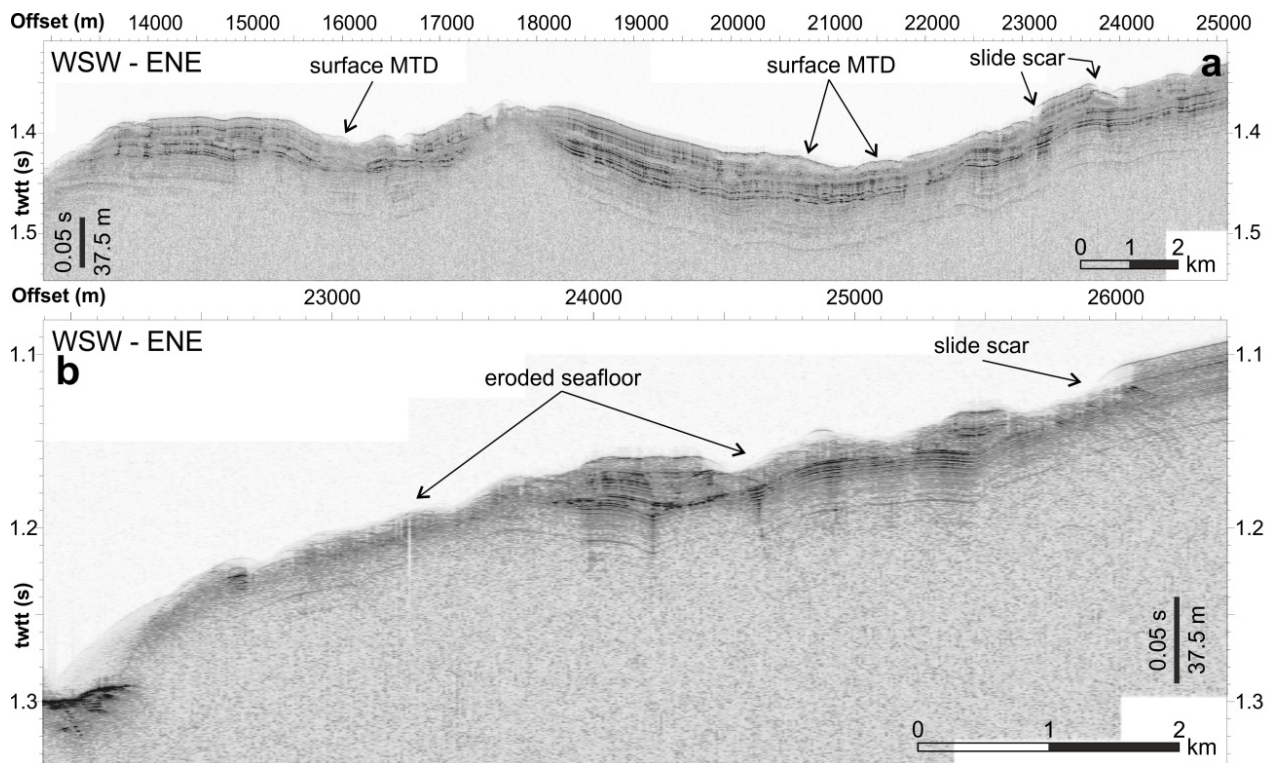 Offset (m) 14000 15000 16000 17000 18000 19000 20000 21000 22000 23000 24000 25000
WSW - ENE
surface MTD
surface MTD
slide scar
a
1.4
1.4
twtt (s)
1.5
1.5
0.05 s
37.5 m
0 1 2
km
Offset (m) 23000 24000 25000 26000
WSW - ENE
b
1.1
1.1
slide scar
eroded seafloor
1.2
1.2
twtt (s)
0.05 s
37.5 m
1.3
1.3
0 1 2
km